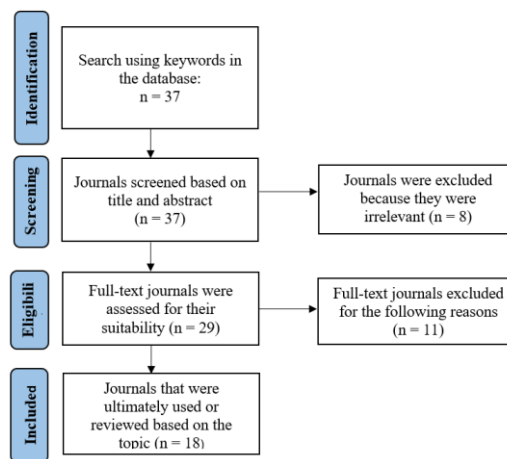 Identification
Search using keywords in
the database:
n = 37
Screening
Journals screened based on
title and abstract
(n = 37)
Journals were excluded
because they were
irrelevant (n = 8)
Eligibili
Full-text journals were
assessed for their
suitability (n = 29)
Full-text journals excluded
for the following reasons
(n = 11)
Included
Journals that were
ultimately used or
reviewed based on the
topic (n = 18)